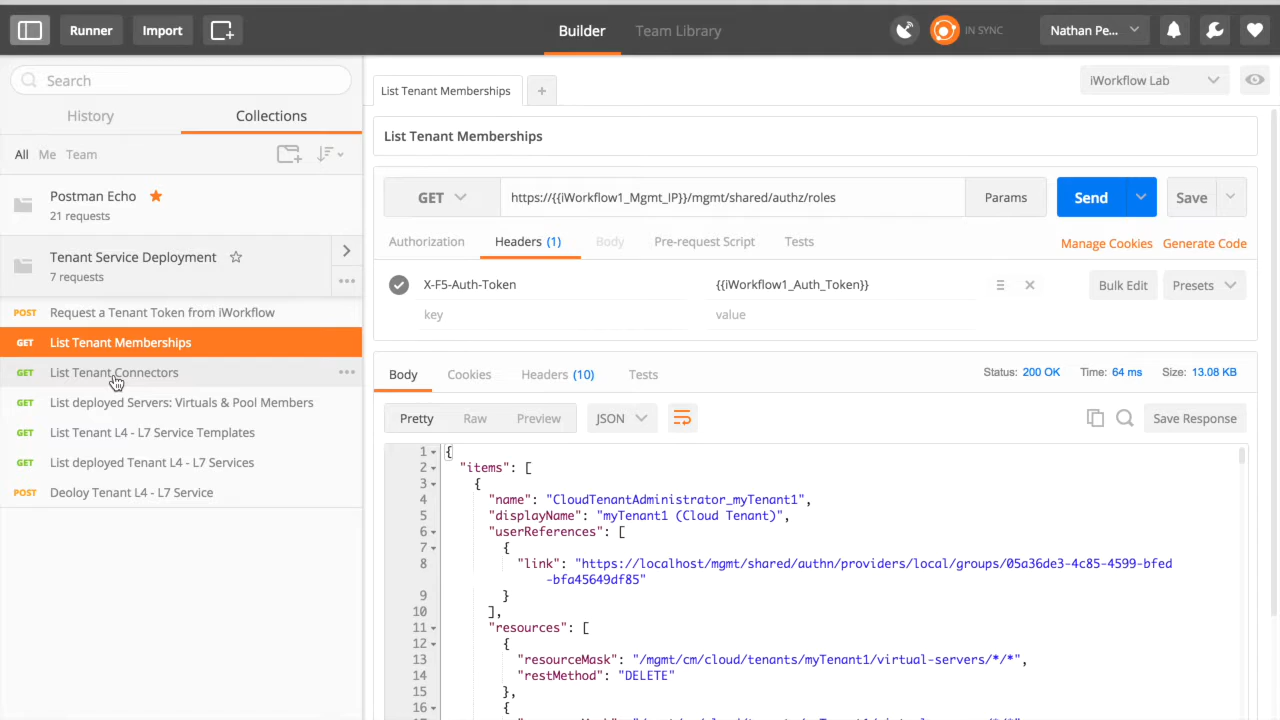 Runner
Import
Builder
Team Library
IN SYNC
Nathan Pe...
Search
History
Collections
All Me Team
Postman Echo
21 requests
Tenant Service Deployment
7 requests
POST Request a Tenant Token from iWorkflow
GET List Tenant Memberships
GET List Tenant Connectors
GET List deployed Servers: Virtuals & Pool Members
GET List Tenant L4 - L7 Service Templates
GET List deployed Tenant L4 - L7 Services
POST Deploy Tenant L4 - L7 Service
List Tenant Memberships
iWorkflow Lab
List Tenant Memberships
GET https://{{iWorkflow1_Mgmt_IP}}/mgmt/shared/authz/roles Params Send Save
Authorization Headers (1) Body Pre-request Script Tests Manage Cookies Generate Code
X-F5-Auth-Token {{iWorkflow1_Auth_Token}} Bulk Edit Presets
key value
Body Cookies Headers (10) Tests Status: 200 OK Time: 64 ms Size: 13.08 KB
Pretty Raw Preview JSON Save Response
1 {
2 "items": [
3 {
4 "name": "CloudTenantAdministrator_myTenant1",
5 "displayName": "myTenant1 (Cloud Tenant)",
6 "userReferences": [
7 {
8 "link": "https://localhost/mgmt/shared/authn/providers/local/groups/05a36de3-4c85-4599-bfed
-bfa45649df85"
9 }
10 ],
11 "resources": [
12 {
13 "resourceMask": "/mgmt/cm/cloud/tenants/myTenant1/virtual-servers/*/*",
14 "restMethod": "DELETE"
15 },
16 {